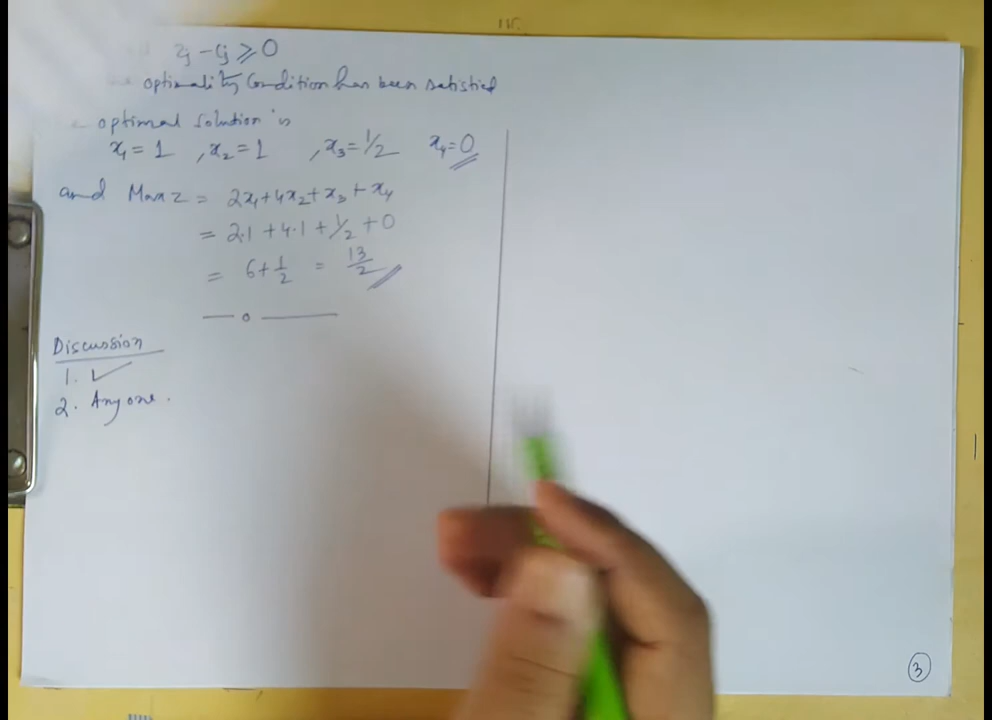 Zj - Cj ⩾ 0
optimality Condition has been satisfied
optimal solution is
x₁ = 1 , x₂ = 1 , x₃ = 1/2 x₄ = 0
and Max Z = 2x₁ + 4x₂ + x₃ + x₄
= 2·1 + 4·1 + 1/2 + 0
= 6 + 1/2 = 13/2
Discussion
1. ✓
2. Any one.
3